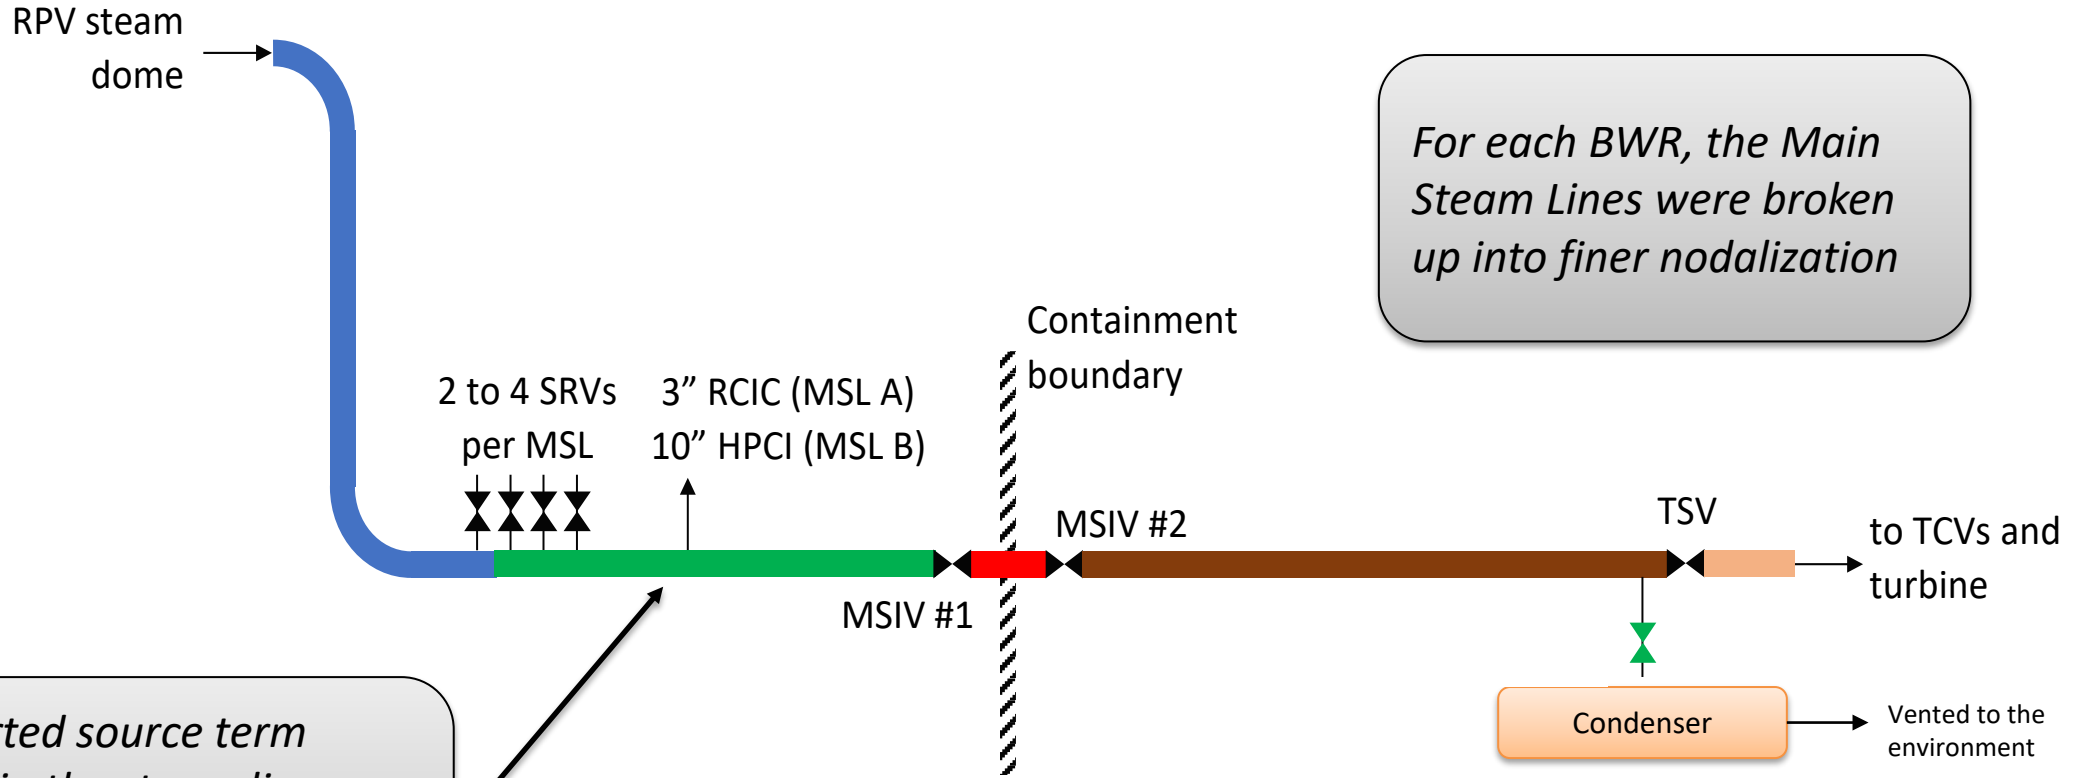 RPV steam
dome
For each BWR, the Main
Steam Lines were broken
up into finer nodalization
Containment
boundary
2 to 4 SRVs
per MSL
3” RCIC (MSL A)
10” HPCI (MSL B)
MSIV #2
TSV
to TCVs and
turbine
MSIV #1
source term
Condenser
Vented to the
environment